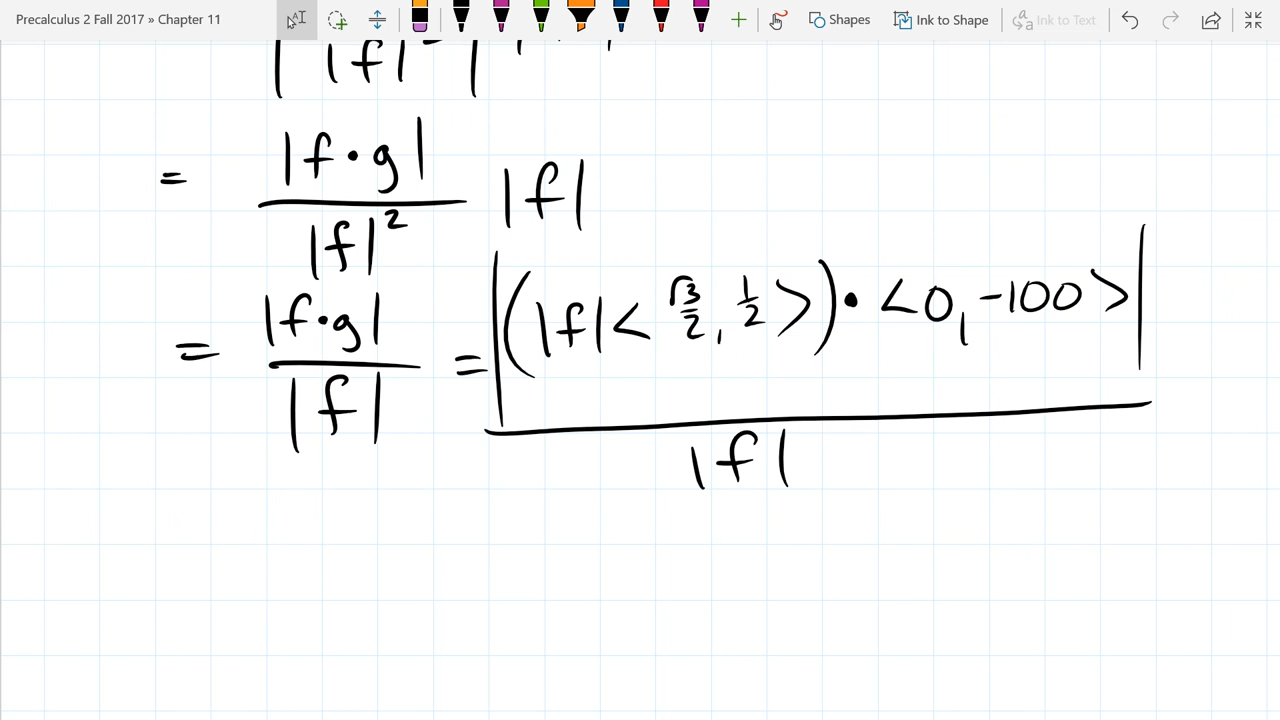 Precalculus 2 Fall 2017 » Chapter 11
Shapes
Ink to Shape
Ink to Text
|f|
= |f•g| / |f|² |f|
= |f•g| / |f| = |(|f|<√3/2, 1/2>)•<0, -100>| / |f|